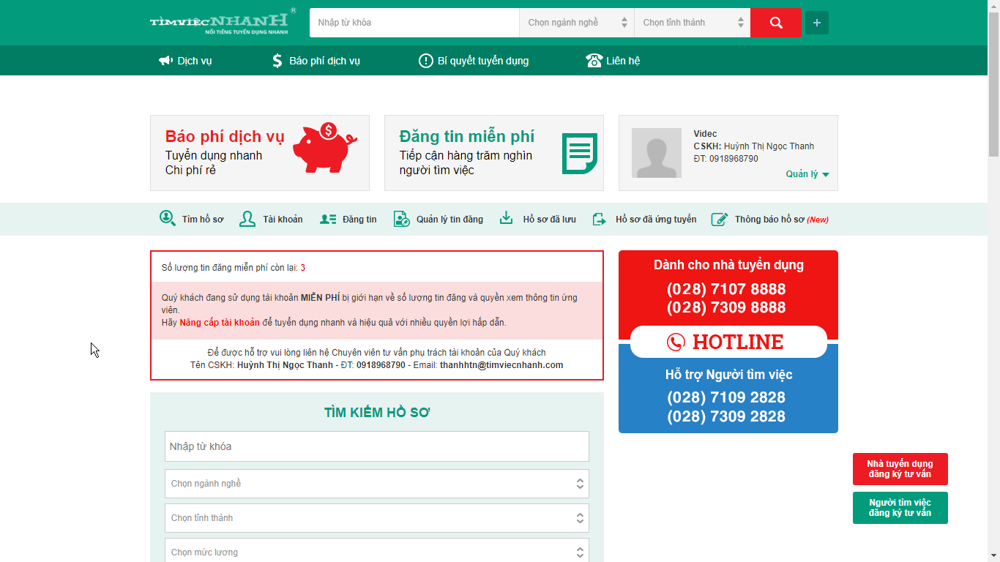 TÌMVIỆCNHANH®
NỔI TIẾNG TUYỂN DỤNG NHANH
Nhập từ khóa
Chọn ngành nghề
Chọn tỉnh thành
+
Dịch vụ
Báo phí dịch vụ
Bí quyết tuyển dụng
Liên hệ
Báo phí dịch vụ
Tuyển dụng nhanh
Chi phí rẻ
Đăng tin miễn phí
Tiếp cận hàng trăm nghìn
người tìm việc
Videc
CSKH: Huỳnh Thị Ngọc Thanh
ĐT: 0918968790
Quản lý
Tìm hồ sơ
Tài khoản
Đăng tin
Quản lý tin đăng
Hồ sơ đã lưu
Hồ sơ đã ứng tuyển
Thông báo hồ sơ (New)
Số lượng tin đăng miễn phí còn lại: 3
Quý khách đang sử dụng tài khoản MIỄN PHÍ bị giới hạn về số lượng tin đăng và quyền xem thông tin ứng
viên.
Hãy Nâng cấp tài khoản để tuyển dụng nhanh và hiệu quả với nhiều quyền lợi hấp dẫn.
Để được hỗ trợ vui lòng liên hệ Chuyên viên tư vấn phụ trách tài khoản của Quý khách
Tên CSKH: Huỳnh Thị Ngọc Thanh - ĐT: 0918968790 - Email: thanhhtn@timviecnhanh.com
TÌM KIẾM HỒ SƠ
Nhập từ khóa
Chọn ngành nghề
Chọn tỉnh thành
Chọn mức lương
Dành cho nhà tuyển dụng
(028) 7107 8888
(028) 7309 8888
HOTLINE
Hỗ trợ Người tìm việc
(028) 7109 2828
(028) 7309 2828
Nhà tuyển dụng
đăng ký tư vấn
Người tìm việc
đăng ký tư vấn